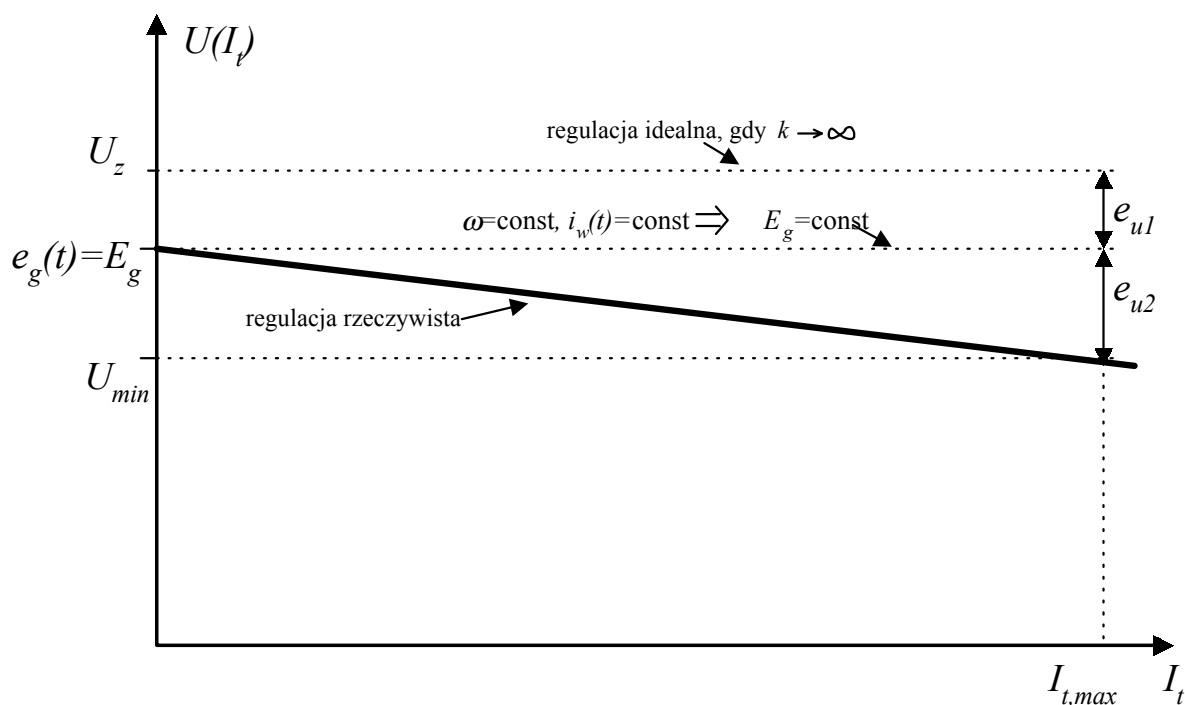 U(I_t)
regulacja idealna, gdy k → ∞
U_z
ω=const, i_w(t)=const ⇒ E_g=const
e_u1
e_g(t)=E_g
e_u2
regulacja rzeczywista
U_min
I_t,max I_t